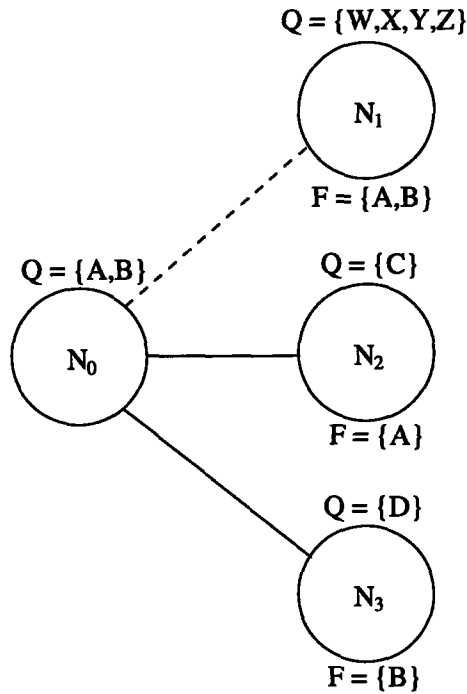 Q = {W,X,Y,Z}
N₁
F = {A,B}
Q = {A,B}
N₀
Q = {C}
N₂
F = {A}
Q = {D}
N₃
F = {B}